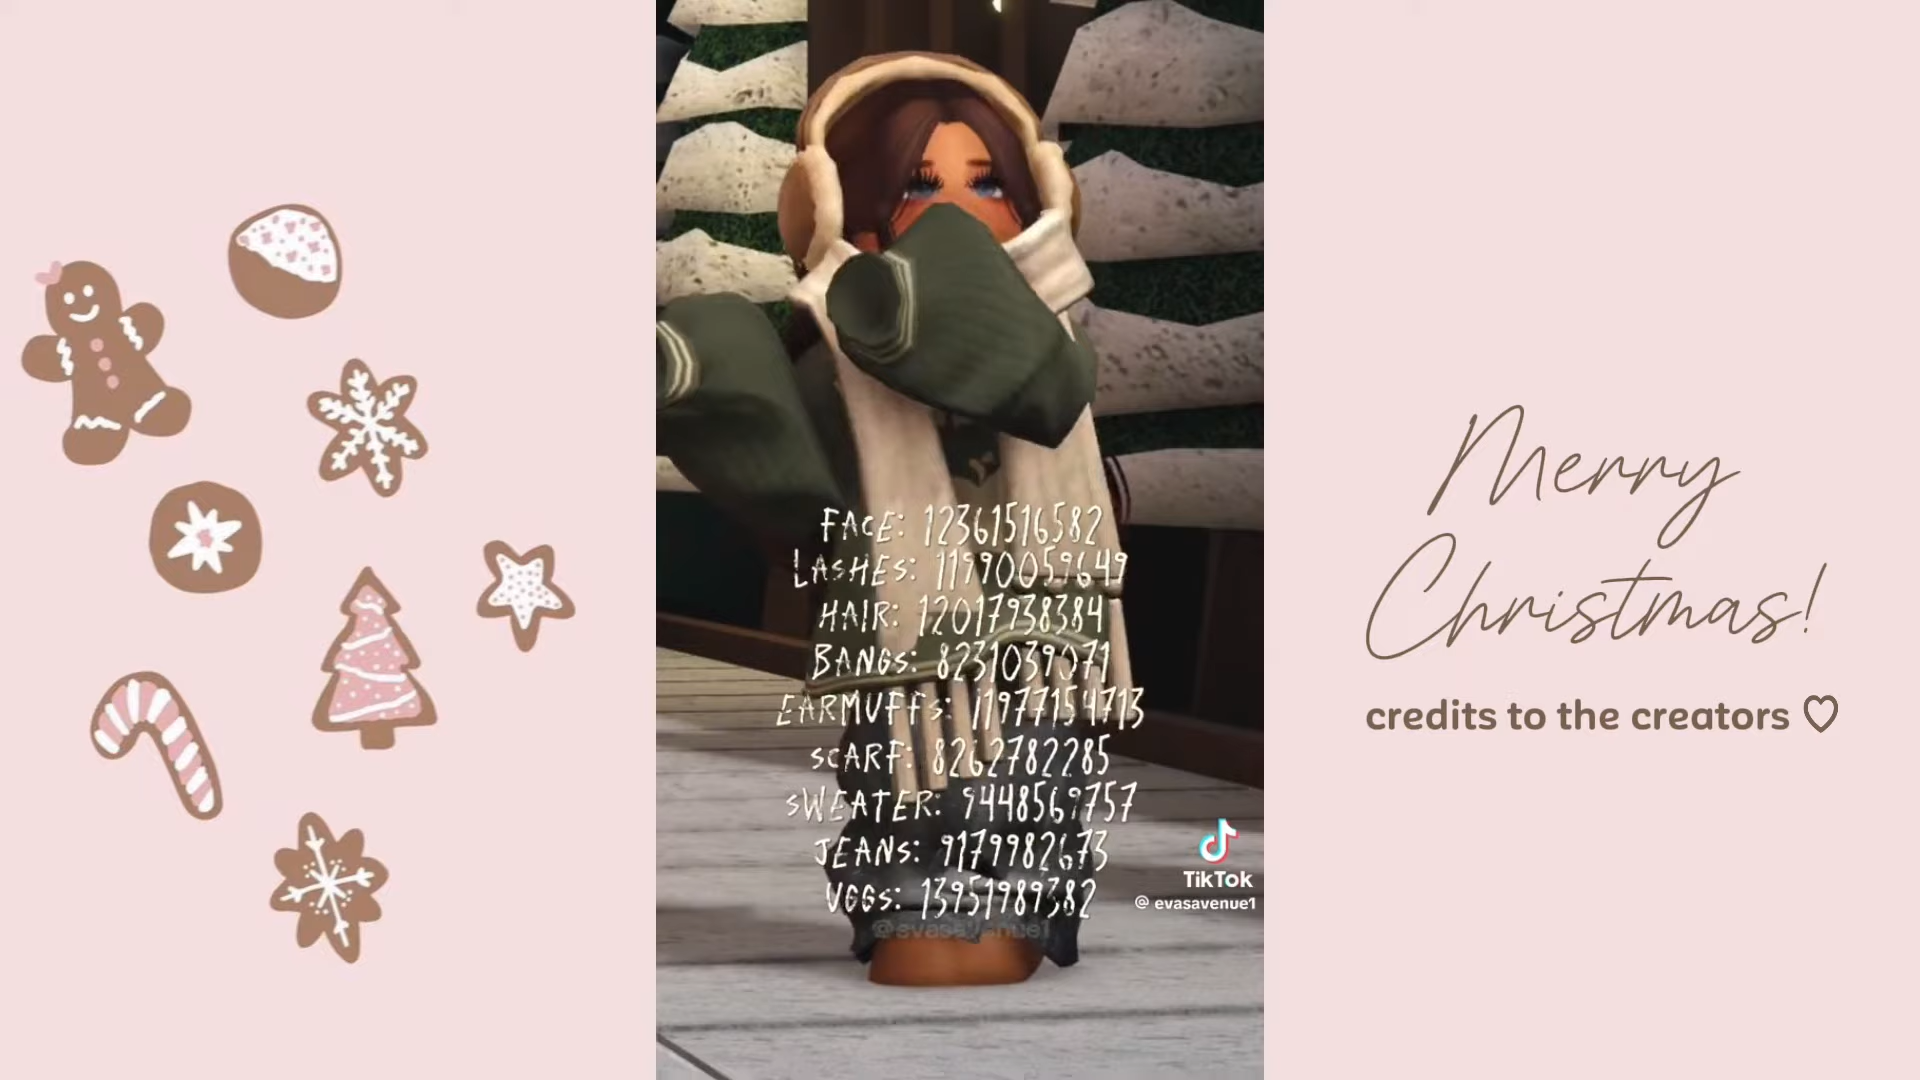 FACE: 12361516582
LASHES: 11990059649
HAIR: 12017938384
BANGS: 8231039071
EARMUFFS: 11977154713
SCARF: 8262782285
SWEATER: 9448569757
JEANS: 9179982673
UGGS: 13951989382
@evasavenue1
TikTok
@ evasavenue1
Merry
Christmas!
credits to the creators ♡